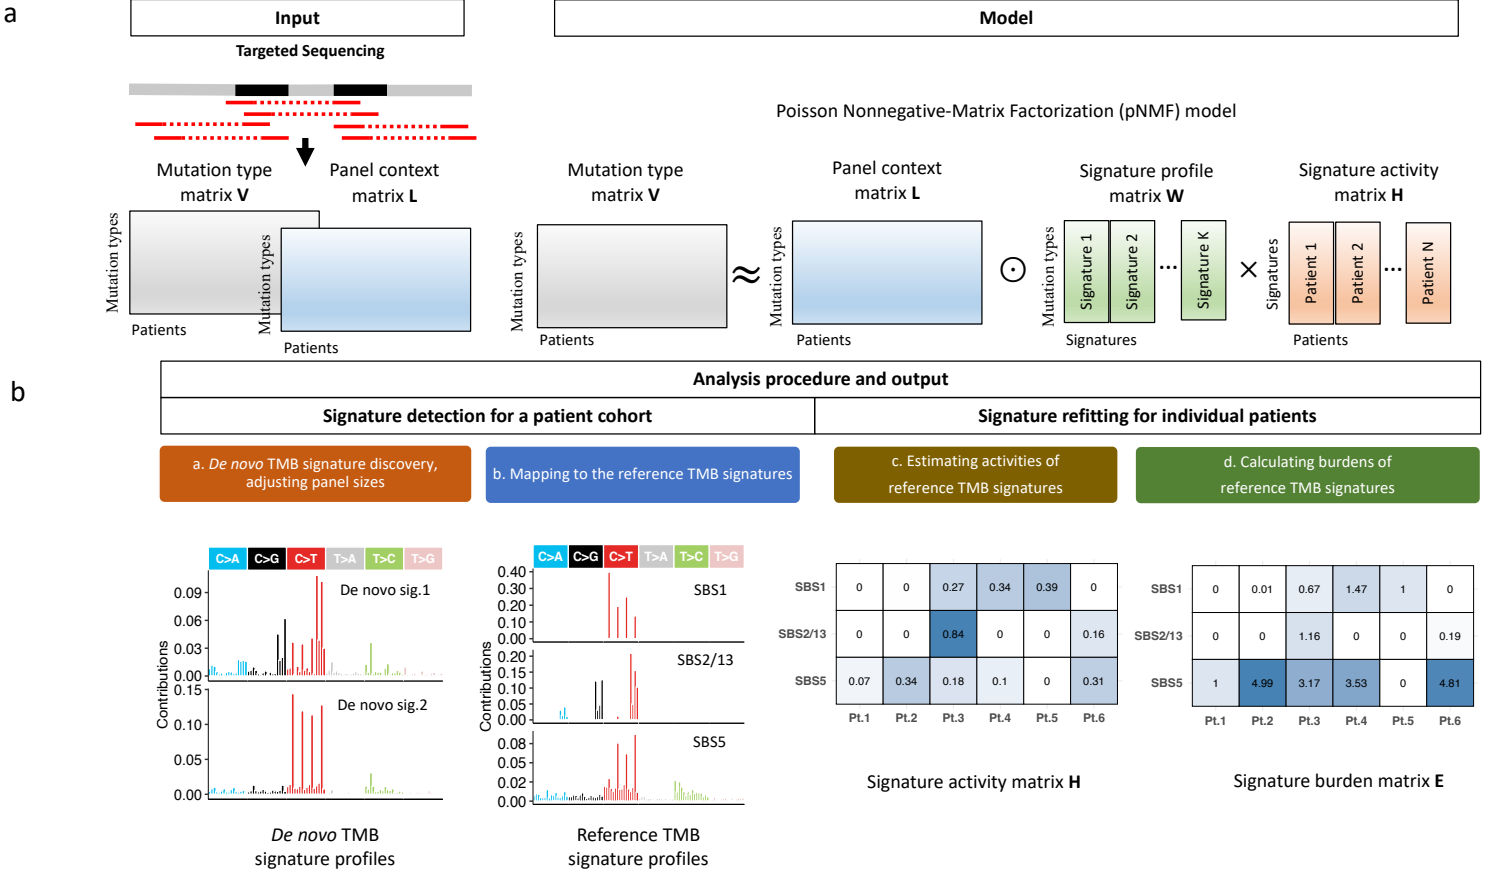 a
Input
Model
Targeted Sequencing
Poisson Nonnegative-Matrix Factorization (pNMF) model
Mutation type
matrix V
Panel context
matrix L
Mutation types
Patients
Mutation types
Patients
Mutation type
matrix V
Mutation types
Patients
≈
Panel context
matrix L
Mutation types
Patients
⊙
Signature profile
matrix W
Mutation types
Signature 1
Signature 2
...
Signature K
Signatures
×
Signature activity
matrix H
Signatures
Patient 1
Patient 2
...
Patient N
Patients
b
Analysis procedure and output
Signature detection for a patient cohort
Signature refitting for individual patients
a. De novo TMB signature discovery,
adjusting panel sizes
b. Mapping to the reference TMB signatures
c. Estimating activities of
reference TMB signatures
d. Calculating burdens of
reference TMB signatures
C>A C>G C>T T>A T>C T>G
De novo sig.1
0.09
0.06
0.03
0.00
De novo sig.2
0.15
0.10
0.05
0.00
Contributions
De novo TMB
signature profiles
C>A C>G C>T T>A T>C T>G
SBS1
0.40
0.30
0.20
0.10
0.00
SBS2/13
0.20
0.15
0.10
0.05
0.00
SBS5
0.08
0.05
0.02
0.00
Contributions
Reference TMB
signature profiles
SBS1 0 0 0.27 0.34 0.39 0
SBS2/13 0 0 0.84 0 0 0.16
SBS5 0.07 0.34 0.18 0.1 0 0.31
Pt.1 Pt.2 Pt.3 Pt.4 Pt.5 Pt.6
Signature activity matrix H
SBS1 0 0.01 0.67 1.47 1 0
SBS2/13 0 0 1.16 0 0 0.19
SBS5 1 4.99 3.17 3.53 0 4.81
Pt.1 Pt.2 Pt.3 Pt.4 Pt.5 Pt.6
Signature burden matrix E